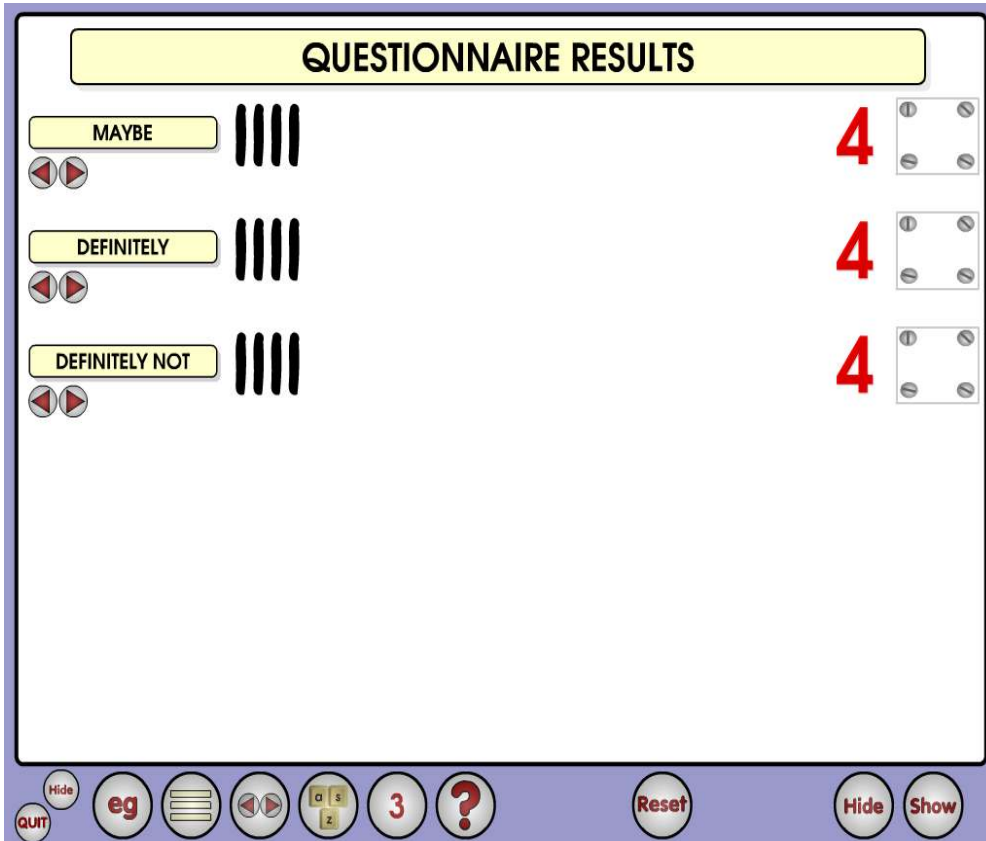 QUESTIONNAIRE RESULTS
MAYBE 4
DEFINITELY 4
DEFINITELY NOT 4
Hide
QUIT
eg
a s
z
3
?
Reset
Hide
Show